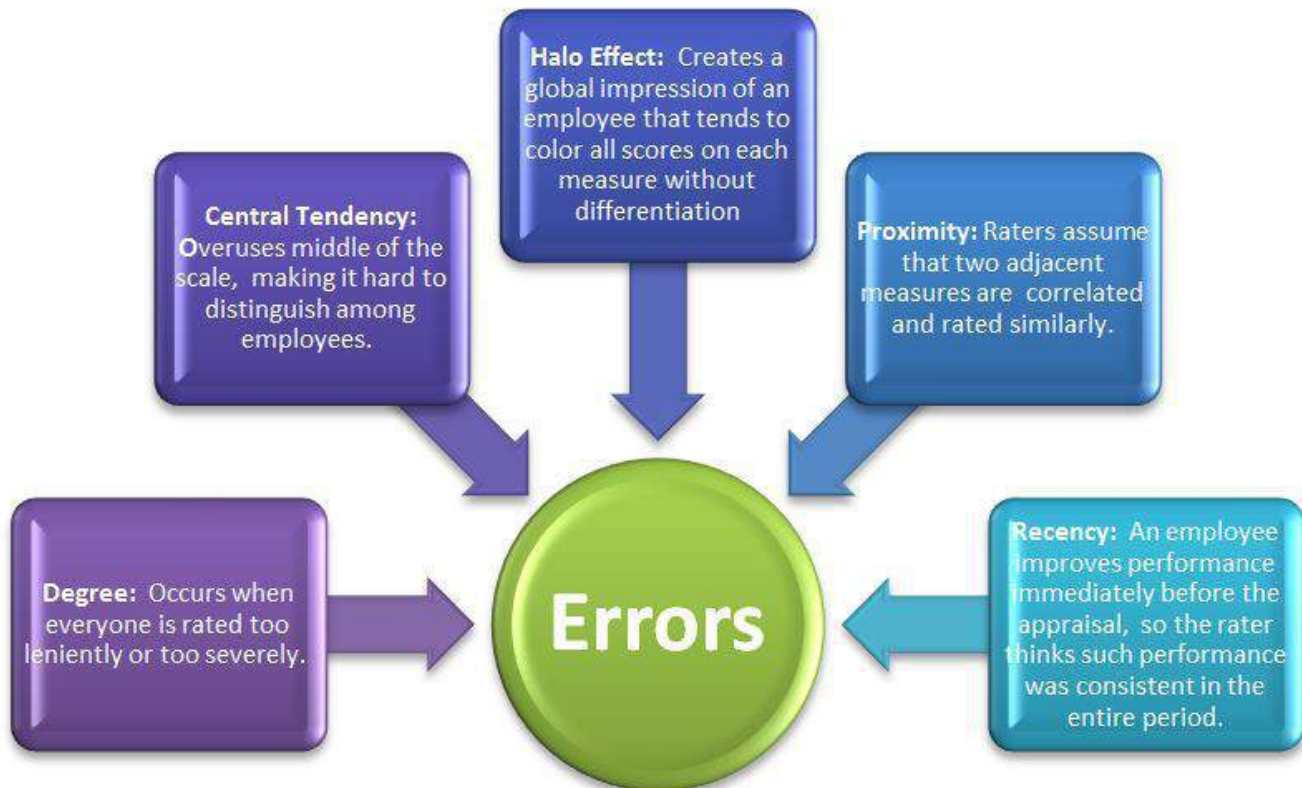 Halo Effect: Creates a
global impression of an
employee that tends to
color all scores on each
measure without
differentiation
Central Tendency:
Overuses middle of the
scale, making it hard to
distinguish among
employees.
Proximity: Raters assume
that two adjacent
measures are correlated
and rated similarly.
Degree: Occurs when
everyone is rated too
leniently or too severely.
Errors
Recency: An employee
improves performance
immediately before the
appraisal, so the rater
thinks such performance
was consistent in the
entire period.